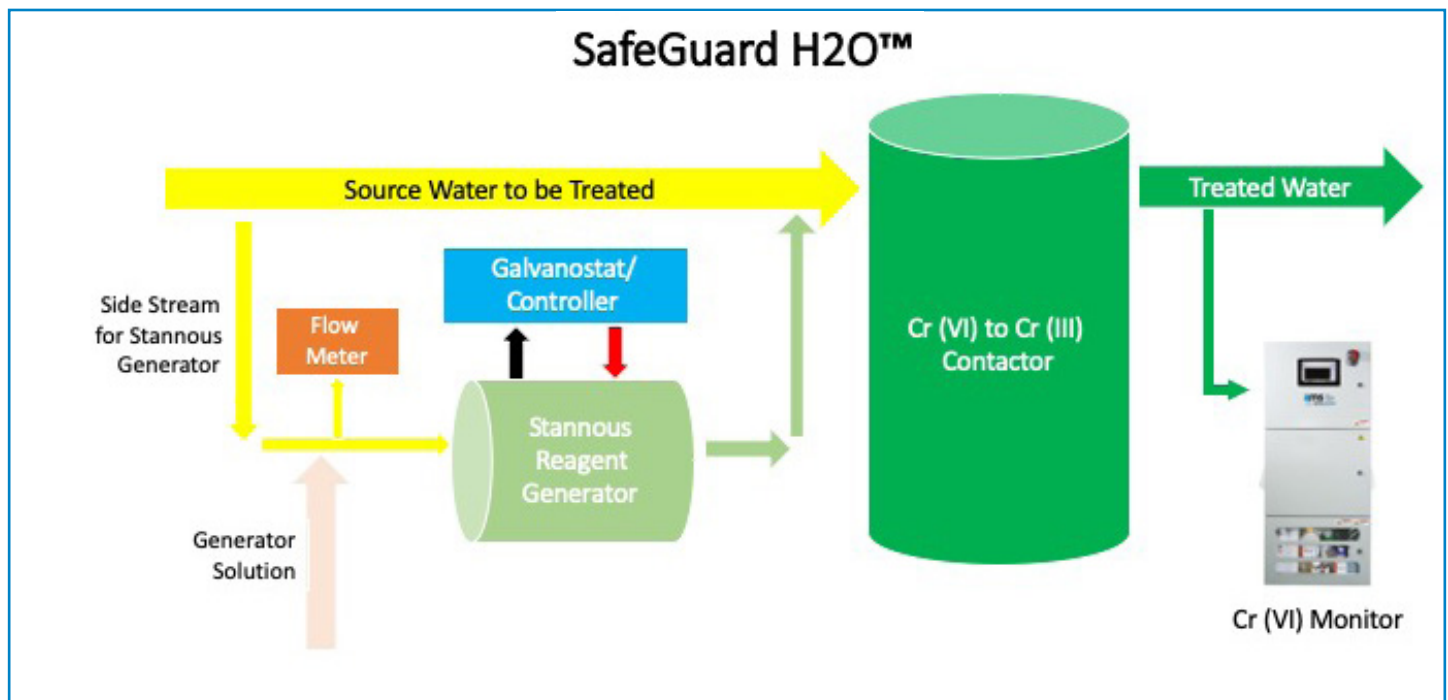 SafeGuard H2O™
Source Water to be Treated
Treated Water
Side Stream
for Stannous
Generator
Flow
Meter
Galvanostat/
Controller
Cr (VI) to Cr (III)
Contactor
Stannous
Reagent
Generator
Generator
Solution
Cr (VI) Monitor